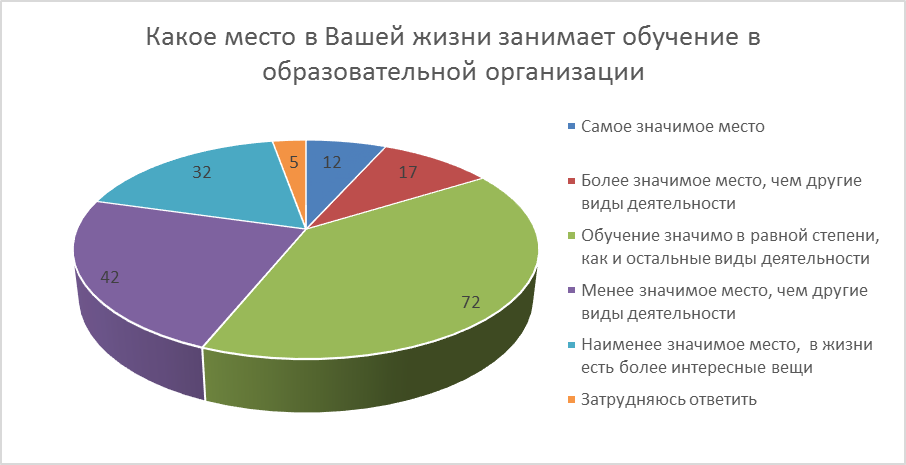 Какое место в Вашей жизни занимает обучение в
образовательной организации
5
12
32
17
42
72
Самое значимое место
Более значимое место, чем другие
виды деятельности
Обучение значимо в равной степени,
как и остальные виды деятельности
Менее значимое место, чем другие
виды деятельности
Наименее значимое место,  в жизни
есть более интересные вещи
Затрудняюсь ответить